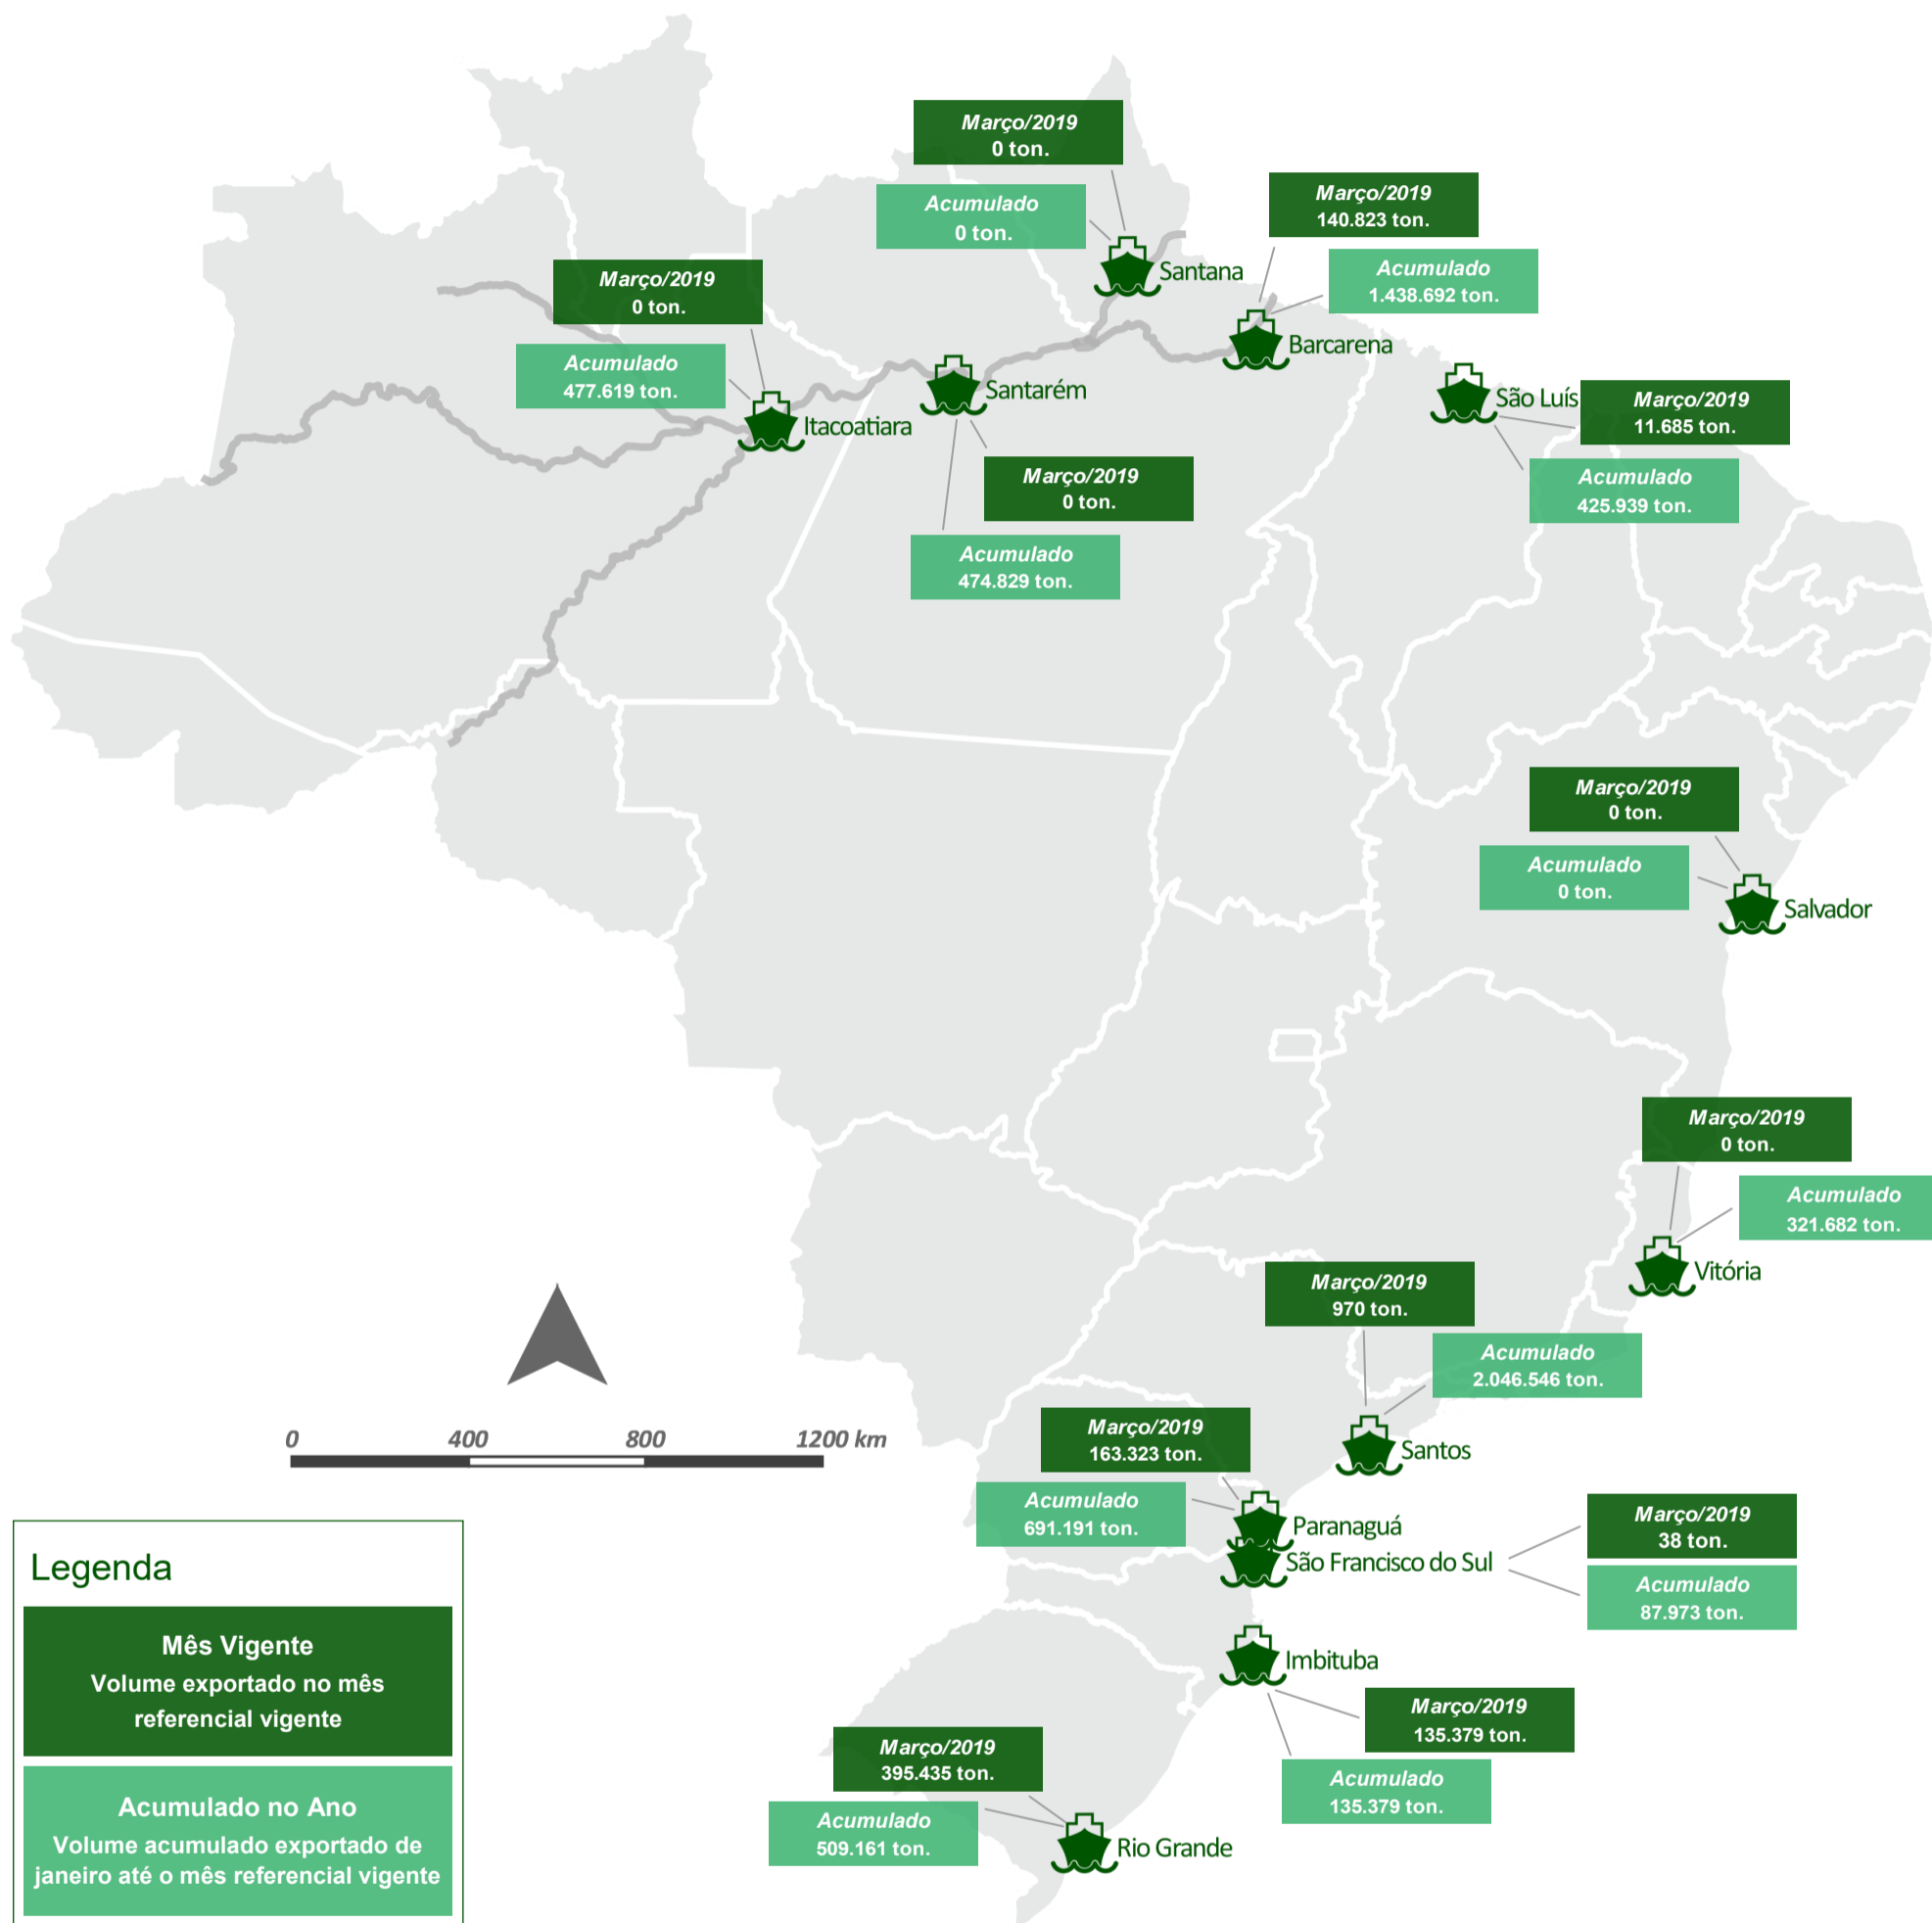 Março/2019
0 ton.
Acumulado
0 ton.
Santana
Março/2019
140.823 ton.
Acumulado
1.438.692 ton.
Barcarena
Março/2019
0 ton.
Acumulado
477.619 ton.
Itacoatiara
Santarém
Março/2019
0 ton.
Acumulado
474.829 ton.
São Luís
Março/2019
11.685 ton.
Acumulado
425.939 ton.
Março/2019
0 ton.
Acumulado
0 ton.
Salvador
Março/2019
0 ton.
Acumulado
321.682 ton.
Vitória
Março/2019
970 ton.
Acumulado
2.046.546 ton.
Santos
0 400 800 1200 km
Março/2019
163.323 ton.
Acumulado
691.191 ton.
Paranaguá
São Francisco do Sul
Março/2019
38 ton.
Acumulado
87.973 ton.
Imbituba
Março/2019
135.379 ton.
Acumulado
135.379 ton.
Março/2019
395.435 ton.
Acumulado
509.161 ton.
Rio Grande
Legenda
Mês Vigente
Volume exportado no mês
referencial vigente
Acumulado no Ano
Volume acumulado exportado de
janeiro até o mês referencial vigente